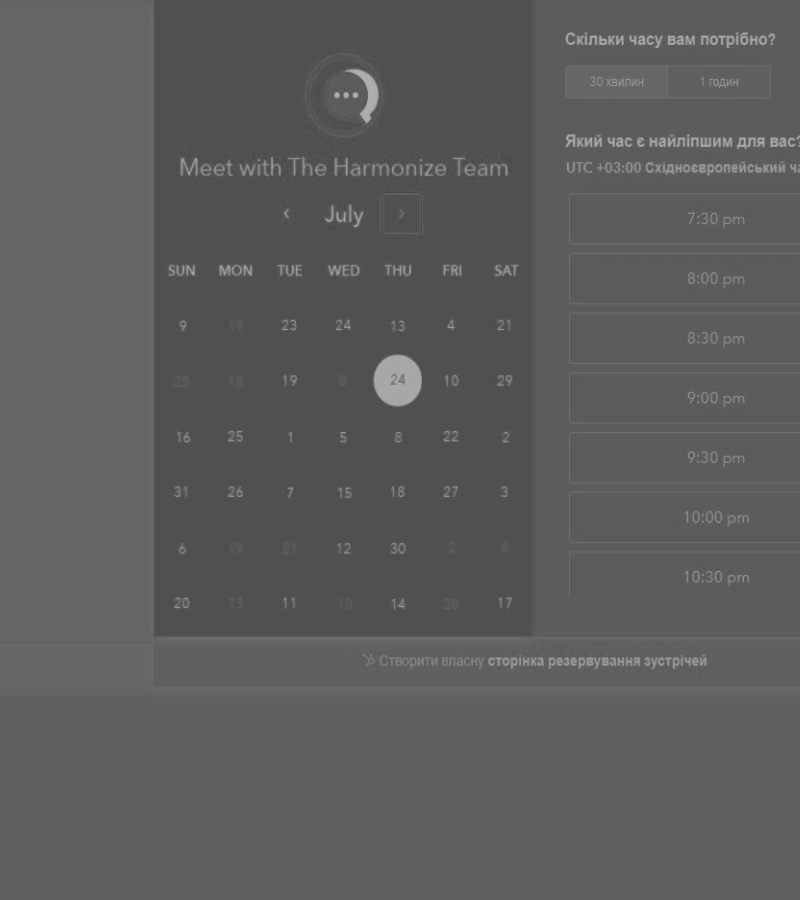 Meet with The Harmonize Team
July
SUN MON TUE WED THU FRI SAT
9 19 23 24 13 4 21
28 18 19 6 24 10 29
16 25 1 5 8 22 2
31 26 7 15 18 27 3
6 19 21 12 30 2 6
20 13 11 10 14 28 17
Скільки часу вам потрібно?
30 хвилин 1 годин
Який час є найліпшим для вас?
UTC +03:00 Східноєвропейський
7:30 pm
8:00 pm
8:30 pm
9:00 pm
9:30 pm
10:00 pm
10:30 pm
Створити власну сторінка резервування зустрічей